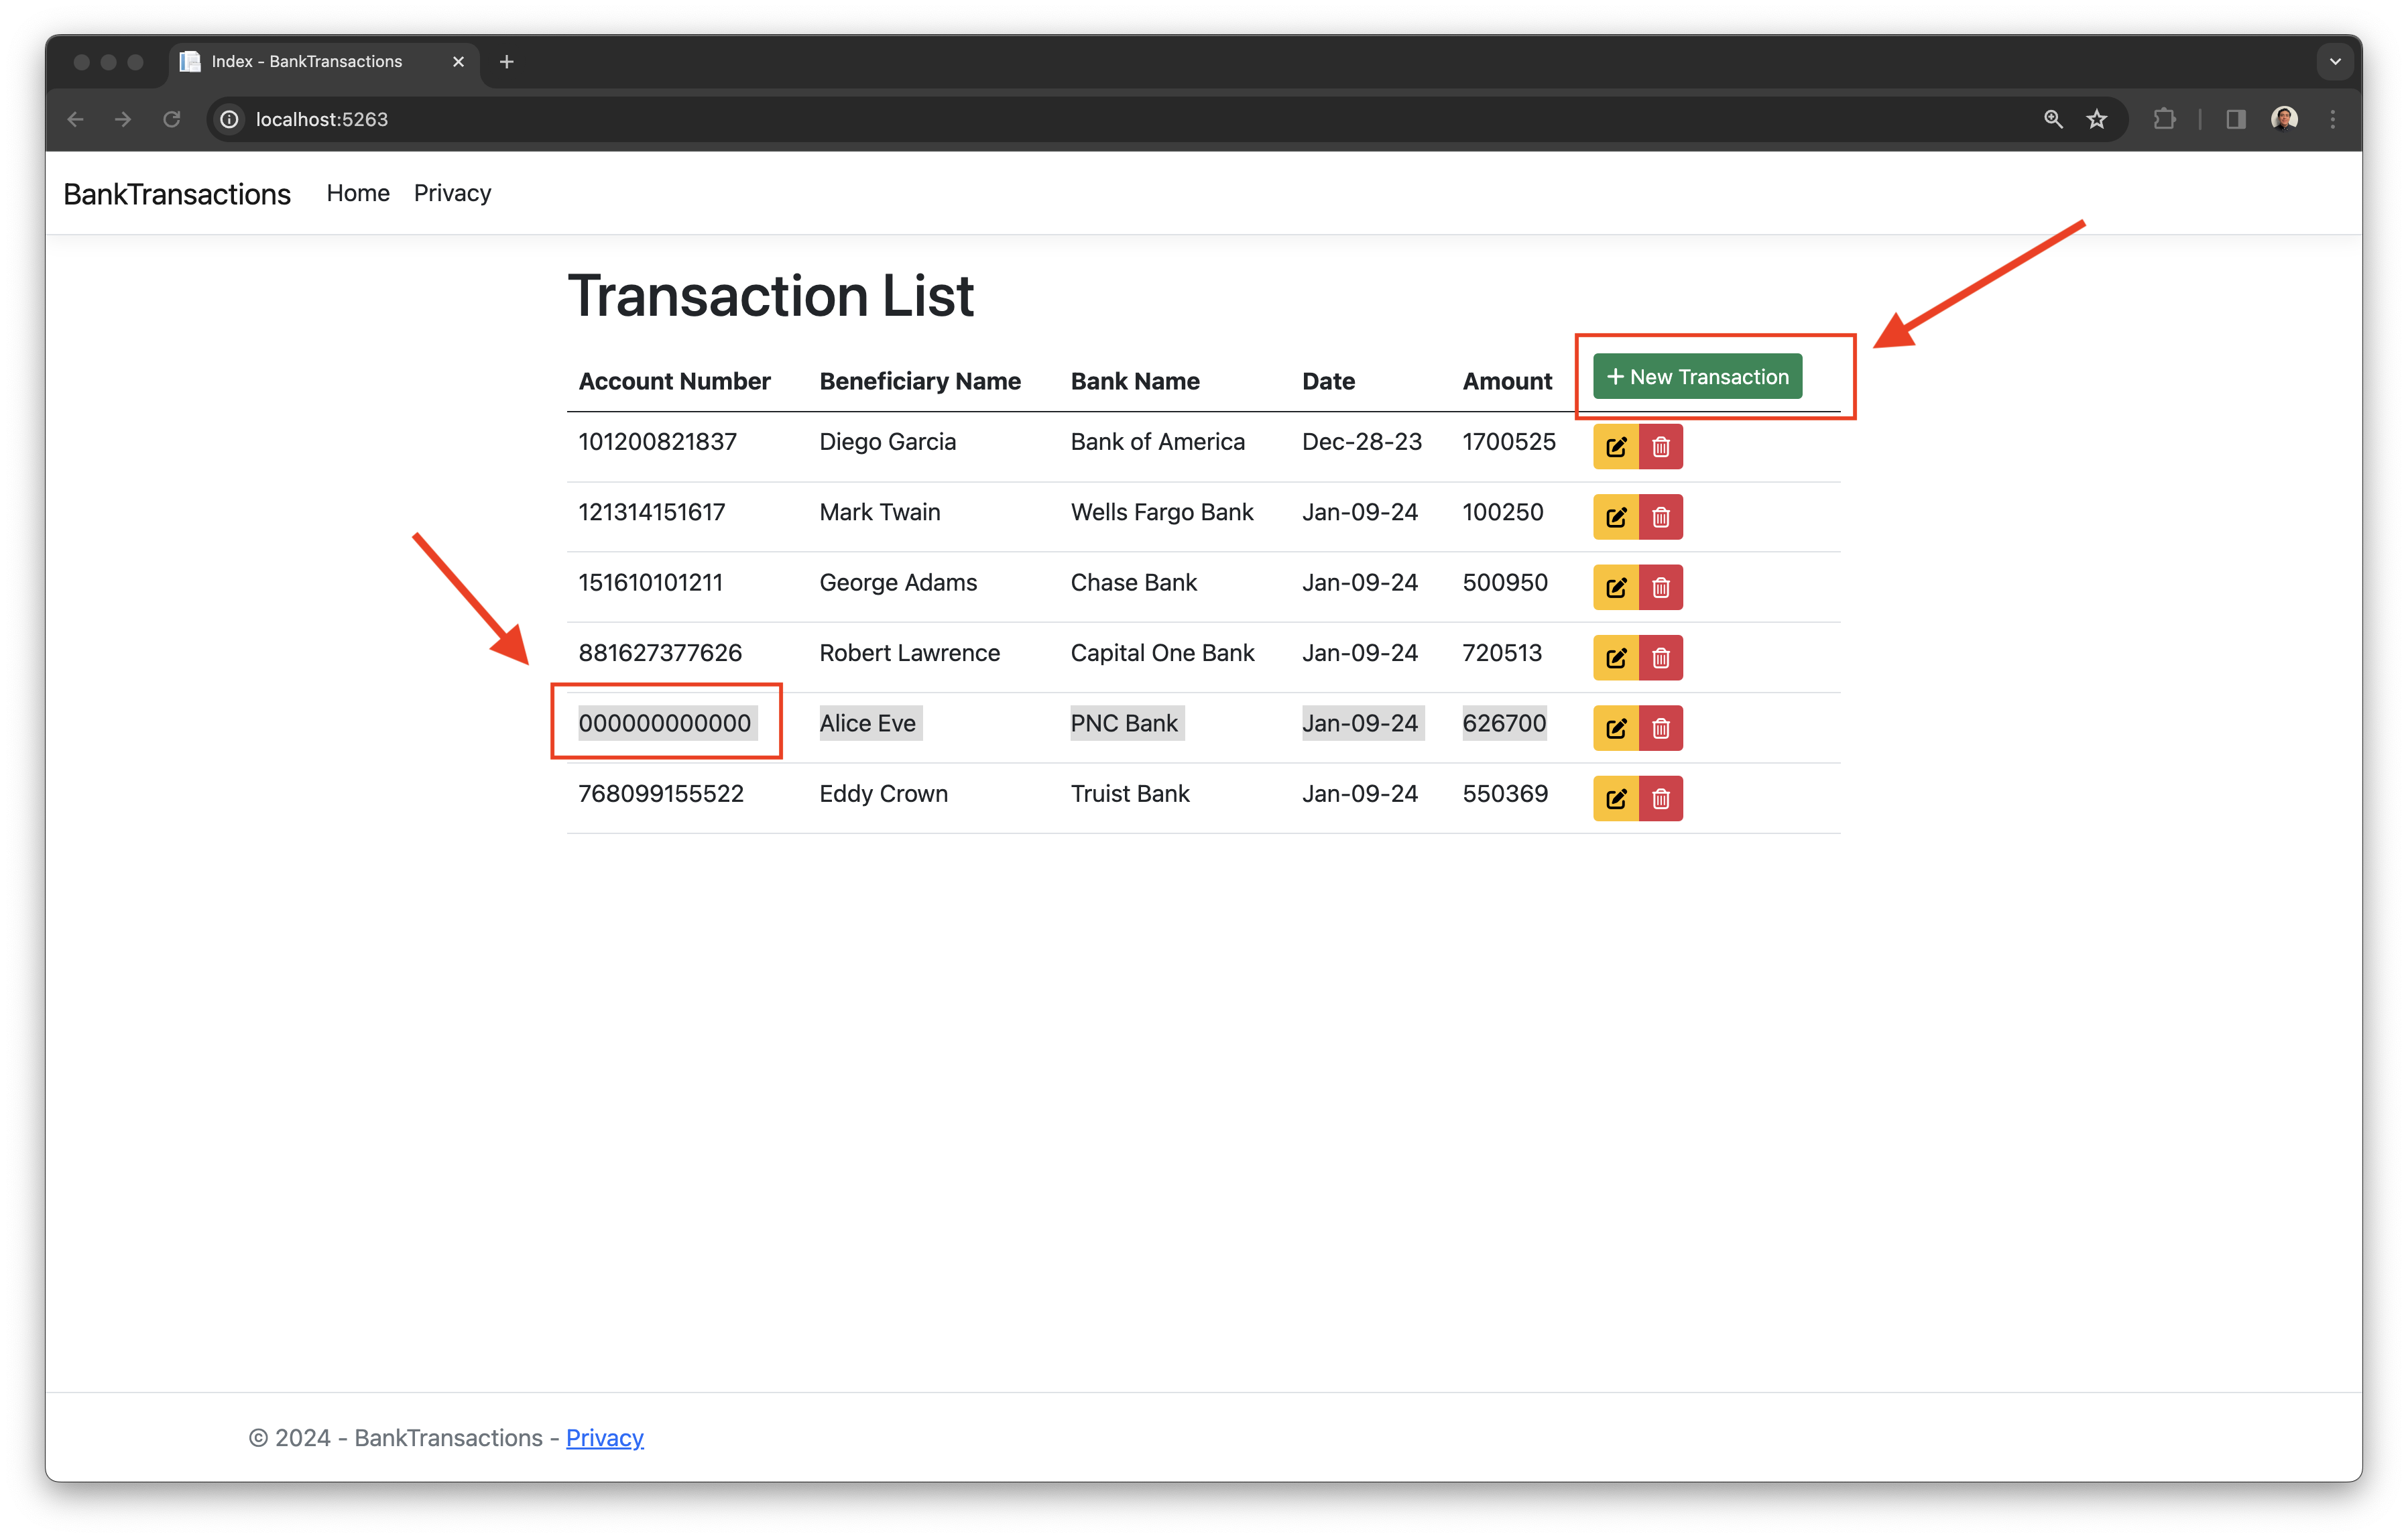 Index - BankTransactions
localhost:5263
BankTransactions Home Privacy
Transaction List
Account Number Beneficiary Name Bank Name Date Amount + New Transaction
101200821837 Diego Garcia Bank of America Dec-28-23 1700525
121314151617 Mark Twain Wells Fargo Bank Jan-09-24 100250
151610101211 George Adams Chase Bank Jan-09-24 500950
881627377626 Robert Lawrence Capital One Bank Jan-09-24 720513
000000000000 Alice Eve PNC Bank Jan-09-24 626700
768099155522 Eddy Crown Truist Bank Jan-09-24 550369
© 2024 - BankTransactions - Privacy